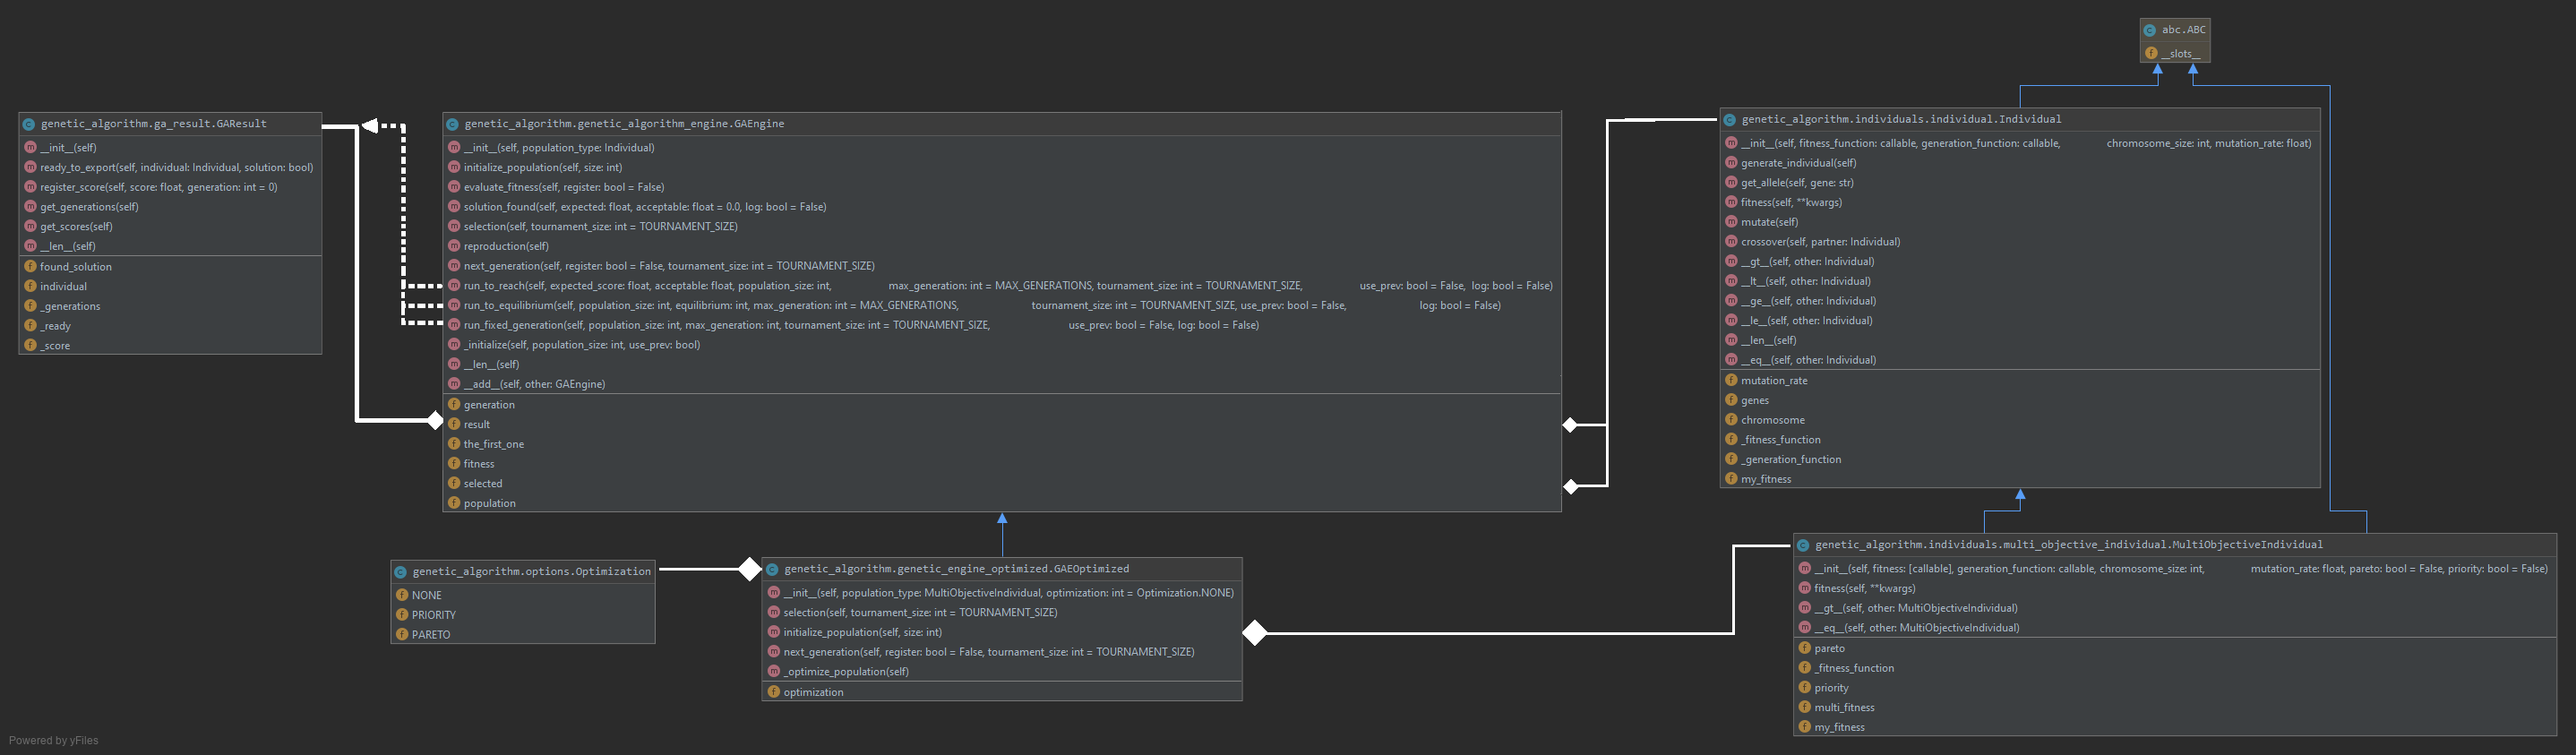 abc.ABC
__slots__
genetic_algorithm.ga_result.GAResult
__init__(self)
ready_to_export(self, individual: Individual, solution: bool)
register_score(self, score: float, generation: int = 0)
get_generations(self)
get_scores(self)
__len__(self)
found_solution
individual
_generations
_ready
_score
genetic_algorithm.genetic_algorithm_engine.GAEngine
__init__(self, population_type: Individual)
initialize_population(self, size: int)
evaluate_fitness(self, register: bool = False)
solution_found(self, expected: float, acceptable: float = 0.0, log: bool = False)
selection(self, tournament_size: int = TOURNAMENT_SIZE)
reproduction(self)
next_generation(self, register: bool = False, tournament_size: int = TOURNAMENT_SIZE)
run_to_reach(self, expected_score: float, acceptable: float, population_size: int, max_generation: int = MAX_GENERATIONS, tournament_size: int = TOURNAMENT_SIZE, use_prev: bool = False, log: bool = False)
run_to_equilibrium(self, population_size: int, equilibrium: int, max_generation: int = MAX_GENERATIONS, tournament_size: int = TOURNAMENT_SIZE, use_prev: bool = False, log: bool = False)
run_fixed_generation(self, population_size: int, max_generation: int, tournament_size: int = TOURNAMENT_SIZE, use_prev: bool = False, log: bool = False)
_initialize(self, population_size: int, use_prev: bool)
__len__(self)
__add__(self, other: GAEngine)
generation
result
the_first_one
fitness
selected
population
genetic_algorithm.individuals.individual.Individual
__init__(self, fitness_function: callable, generation_function: callable, chromosome_size: int, mutation_rate: float)
generate_individual(self)
get_allele(self, gene: str)
fitness(self, **kwargs)
mutate(self)
crossover(self, partner: Individual)
__gt__(self, other: Individual)
__lt__(self, other: Individual)
__ge__(self, other: Individual)
__le__(self, other: Individual)
__len__(self)
__eq__(self, other: Individual)
mutation_rate
genes
chromosome
_fitness_function
_generation_function
my_fitness
genetic_algorithm.options.Optimization
NONE
PRIORITY
PARETO
genetic_algorithm.genetic_engine_optimized.GAEOptimized
__init__(self, population_type: MultiObjectiveIndividual, optimization: int = Optimization.NONE)
selection(self, tournament_size: int = TOURNAMENT_SIZE)
initialize_population(self, size: int)
next_generation(self, register: bool = False, tournament_size: int = TOURNAMENT_SIZE)
_optimize_population(self)
optimization
genetic_algorithm.individuals.multi_objective_individual.MultiObjectiveIndividual
__init__(self, fitness: [callable], generation_function: callable, chromosome_size: int, mutation_rate: float, pareto: bool = False, priority: bool = False)
fitness(self, **kwargs)
__gt__(self, other: MultiObjectiveIndividual)
__eq__(self, other: MultiObjectiveIndividual)
pareto
_fitness_function
priority
multi_fitness
my_fitness
Powered by yFiles